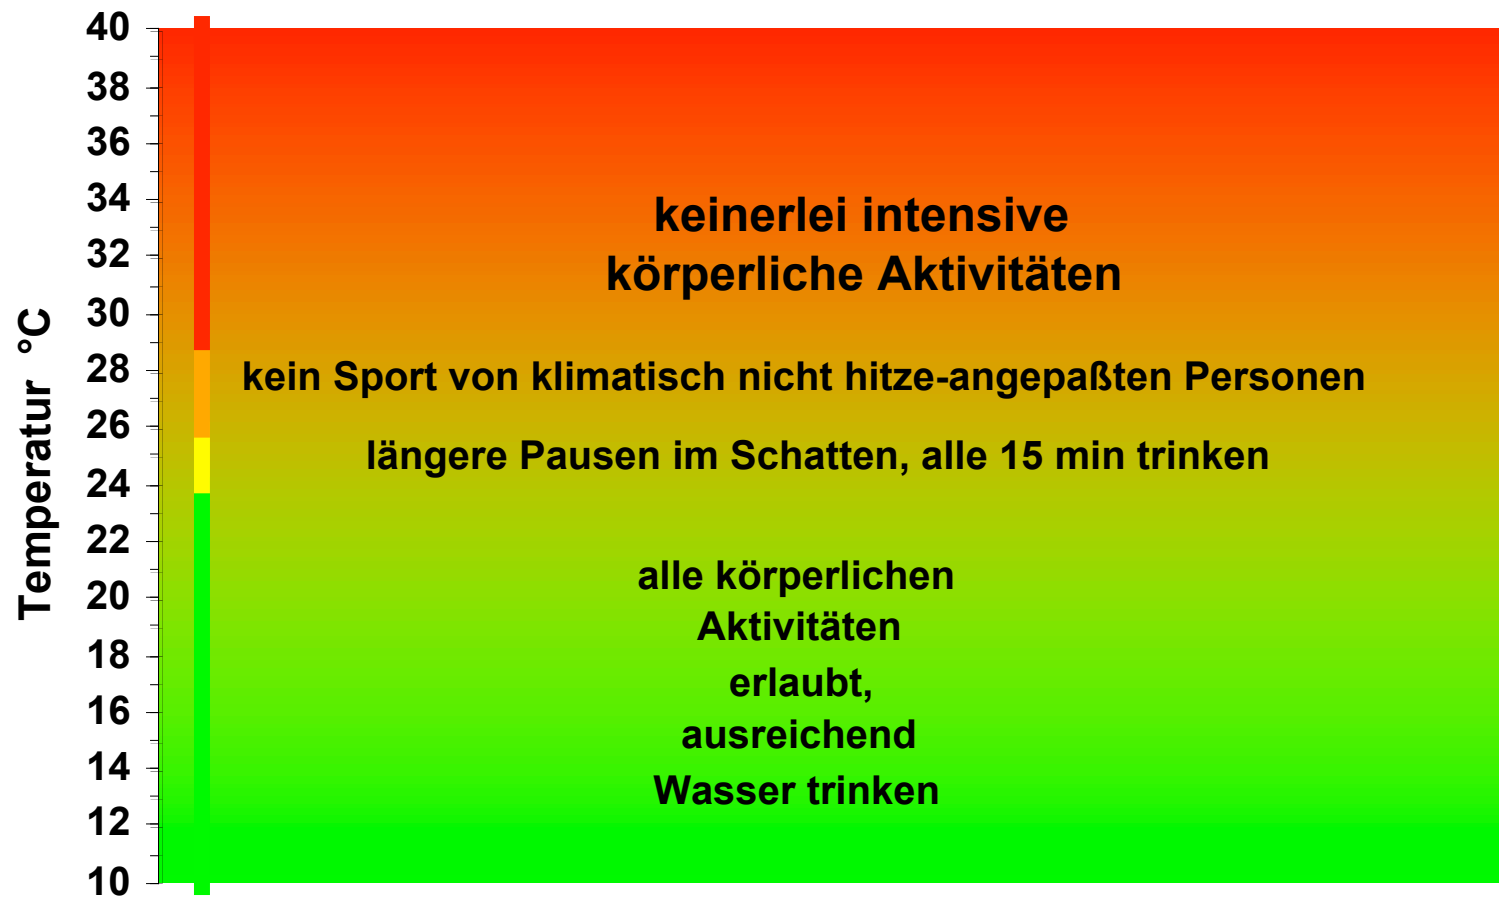 40
38
36
34
32
30
28
26
24
22
20
18
16
14
12
10
Temperatur °C
keinerlei intensive
körperliche Aktivitäten
kein Sport von klimatisch nicht hitze-angepaßten Personen
längere Pausen im Schatten, alle 15 min trinken
alle körperlichen
Aktivitäten
erlaubt,
ausreichend
Wasser trinken